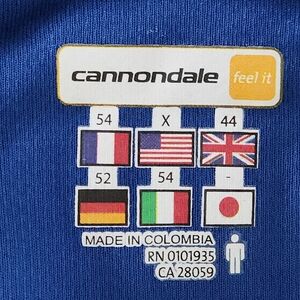 cannondale feel it
54 X 44
52 54 -
MADE IN COLOMBIA
RN 0101935
CA 28059